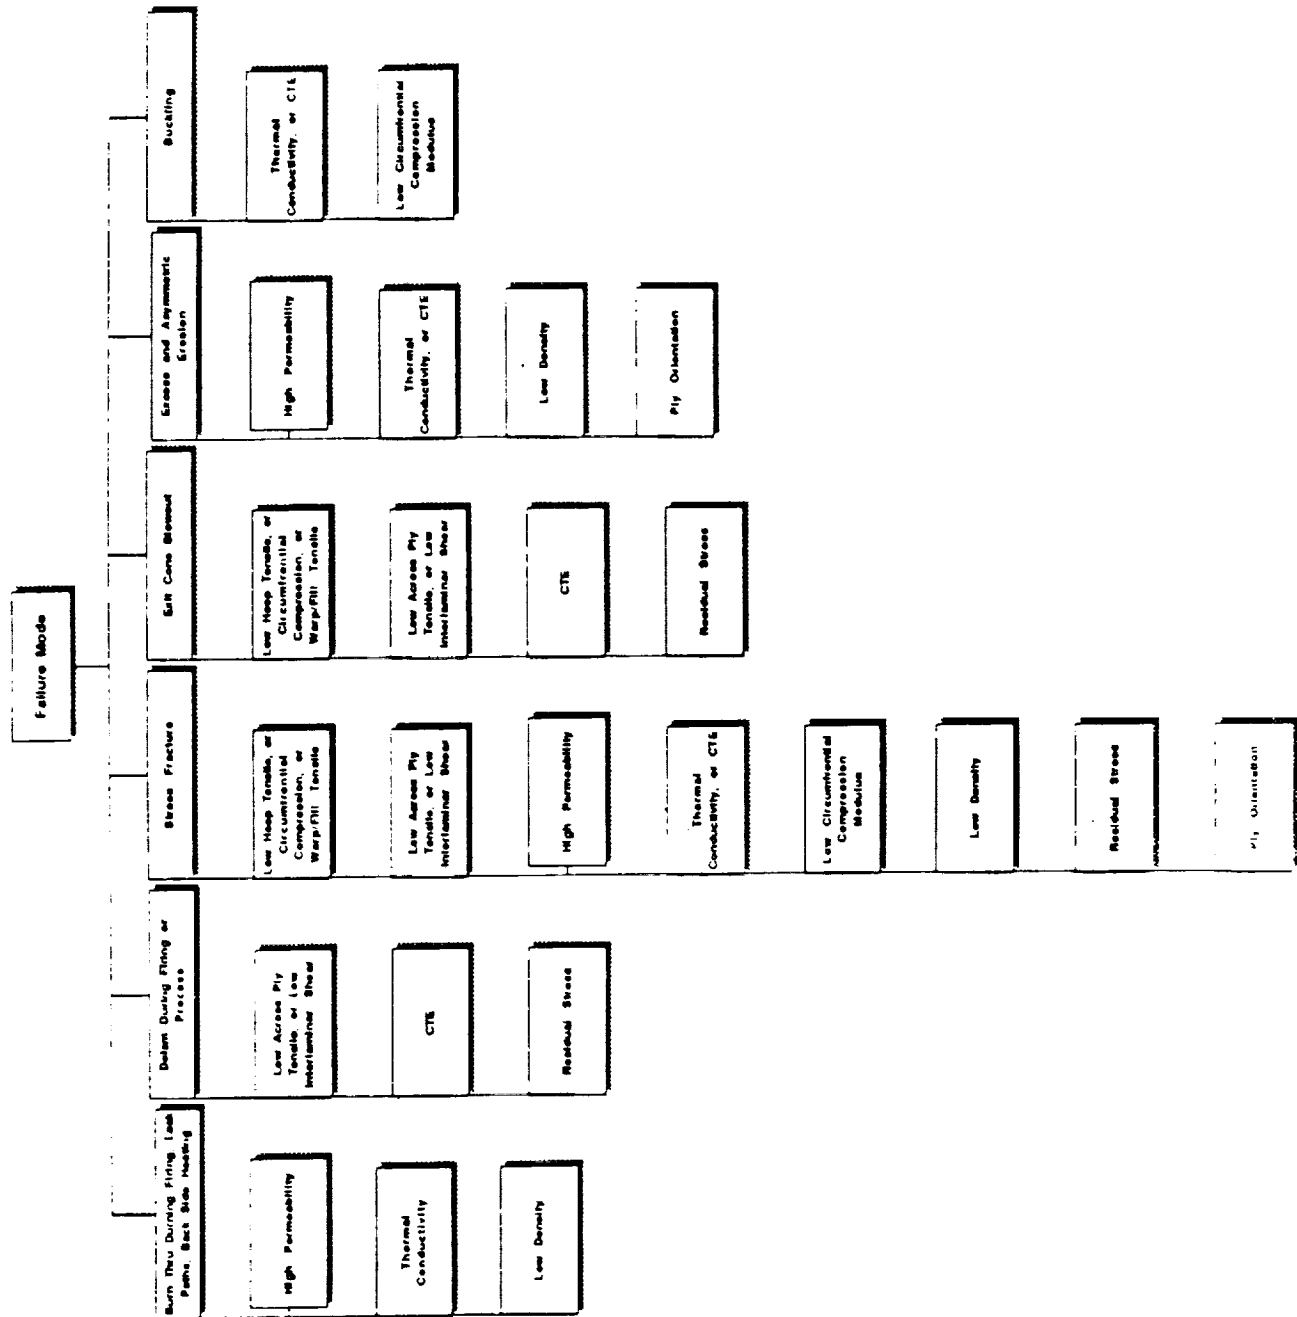 Failure Mode
Burn Thru Durning Firing, Leak
Paths, Back Side Heating
High Permeability
Thermal
Conductivity
Low Density
Delam During Firing or
Process
Low Across Ply
Tensile, or Low
Interlaminar Shear
CTE
Residual Stress
Stress Fracture
Low Hoop Tensile, or
Circumfrential
Compression, or
Warp/Fill Tensile
Low Across Ply
Tensile, or Low
Interlaminar Shear
High Permeability
Thermal
Conductivity, or CTE
Low Circumfrential
Compression
Modulus
Low Density
Residual Stress
Ply Orientation
Exit Cone Blowout
Low Hoop Tensile, or
Circumfrential
Compression, or
Warp/Fill Tensile
Low Across Ply
Tensile, or Low
Interlaminar Shear
CTE
Residual Stress
Excess and Asymmetric
Erosion
High Permeability
Thermal
Conductivity, or CTE
Low Density
Ply Orientation
Buckling
Thermal
Conductivity, or CTE
Low Circumfrential
Compression
Modulus